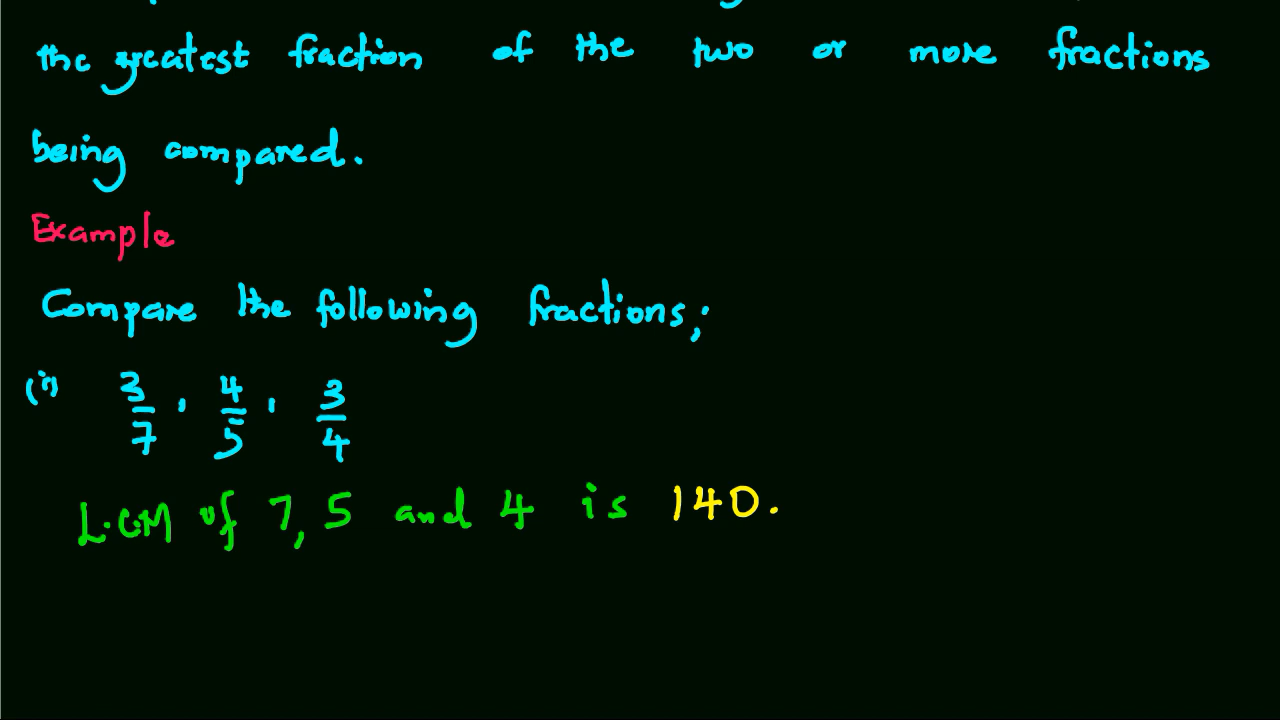 the greatest fraction of the two or more fractions
being compared.
Example
Compare the following fractions;
(i) 3/7, 4/5, 3/4
L.C.M of 7, 5 and 4 is 140.